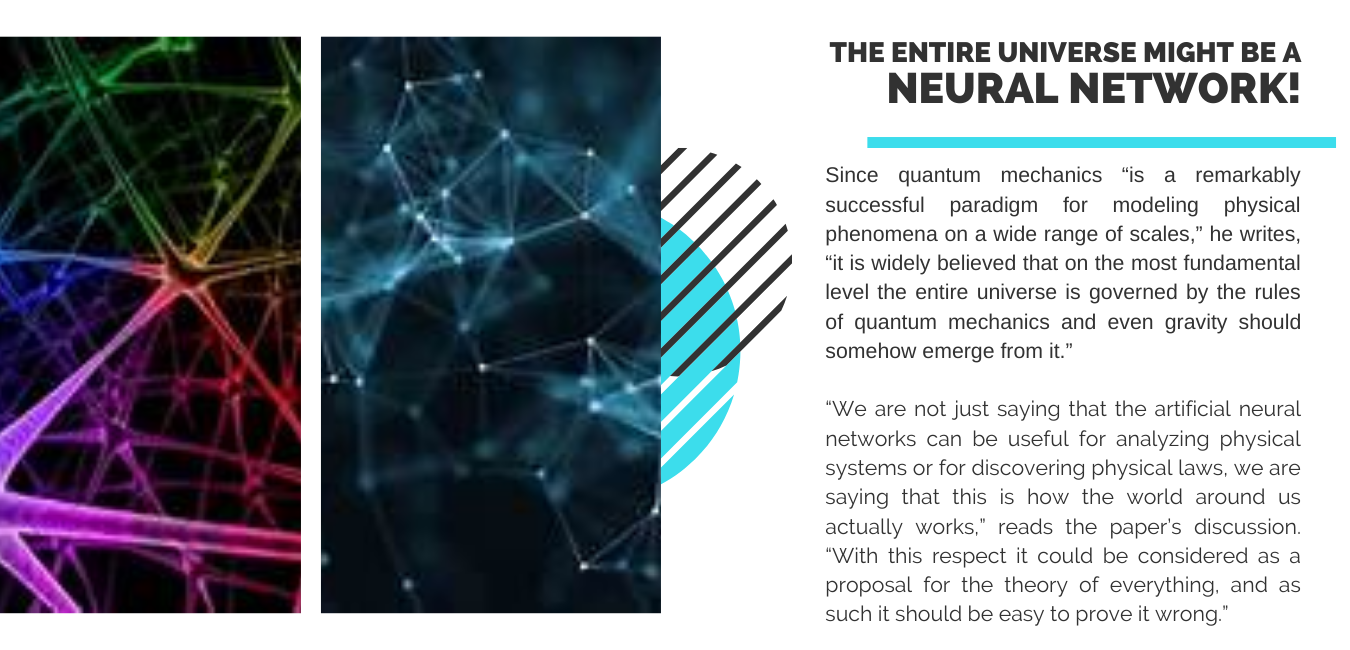 THE ENTIRE UNIVERSE MIGHT BE A
NEURAL NETWORK!
Since quantum mechanics “is a remarkably
successful paradigm for modeling physical
phenomena on a wide range of scales,” he writes,
“it is widely believed that on the most fundamental
level the entire universe is governed by the rules
of quantum mechanics and even gravity should
somehow emerge from it.”
“We are not just saying that the artificial neural
networks can be useful for analyzing physical
systems or for discovering physical laws, we are
saying that this is how the world around us
actually works,” reads the paper’s discussion.
“With this respect it could be considered as a
proposal for the theory of everything, and as
such it should be easy to prove it wrong.”